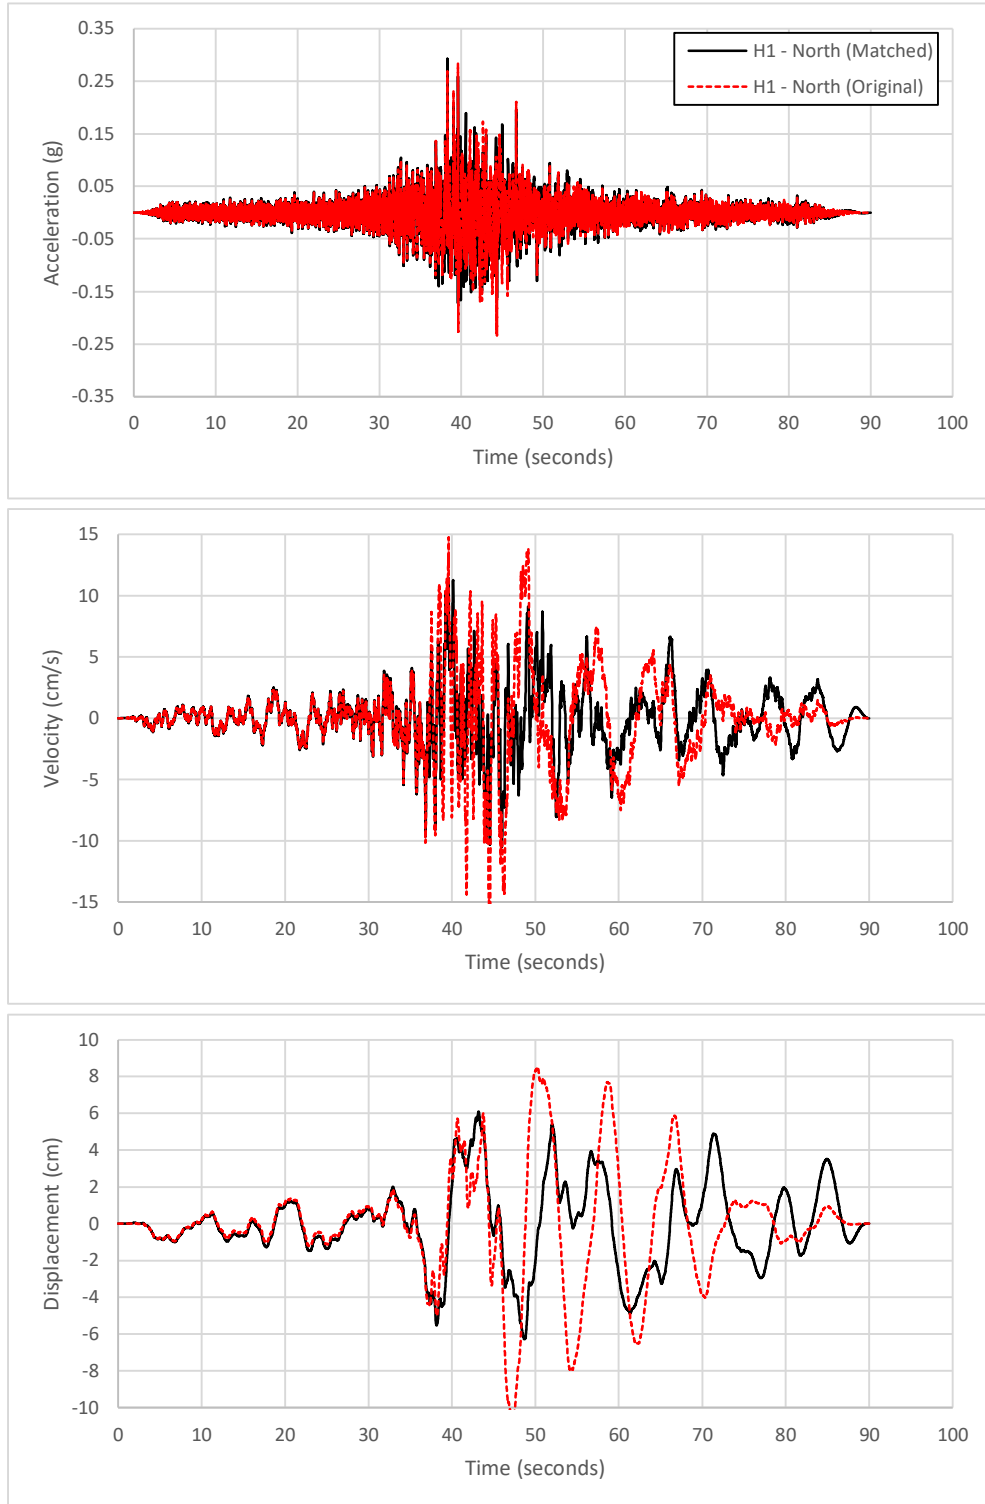 0.35
0.25
0.15
0.05
-0.05
-0.15
-0.25
-0.35
Acceleration (g)
H1 - North (Matched)
H1 - North (Original)
0 10 20 30 40 50 60 70 80 90 100
Time (seconds)
15
10
5
0
-5
-10
-15
Velocity (cm/s)
0 10 20 30 40 50 60 70 80 90 100
Time (seconds)
10
8
6
4
2
0
-2
-4
-6
-8
-10
Displacement (cm)
0 10 20 30 40 50 60 70 80 90 100
Time (seconds)